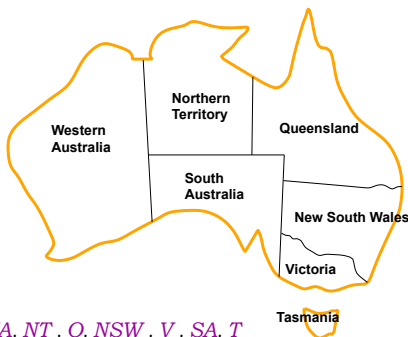 Northern
Territory
Western
Australia
Queensland
South
Australia
New South Wales
Victoria
Tasmania
A. NT . Q. NSW . V . SA. T